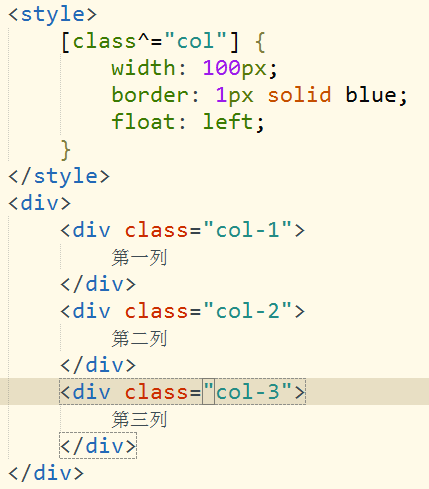 <style>
    [class^="col"] {
        width: 100px;
        border: 1px solid blue;
        float: left;
    }
</style>
<div>
    <div class="col-1">
        第一列
    </div>
    <div class="col-2">
        第二列
    </div>
    <div class="col-3">
        第三列
    </div>
</div>